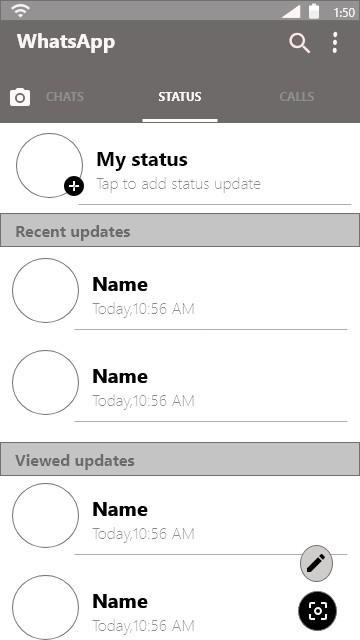 1:50
WhatsApp
CHATS STATUS CALLS
My status
Tap to add status update
Recent updates
Name
Today,10:56 AM
Name
Today,10:56 AM
Viewed updates
Name
Today,10:56 AM
Name
Today,10:56 AM